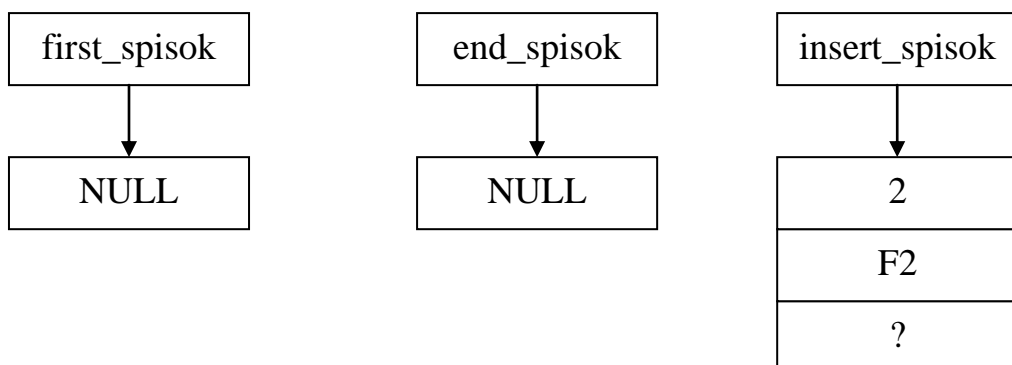 first_spisok
end_spisok
insert_spisok
NULL
NULL
2
F2
?